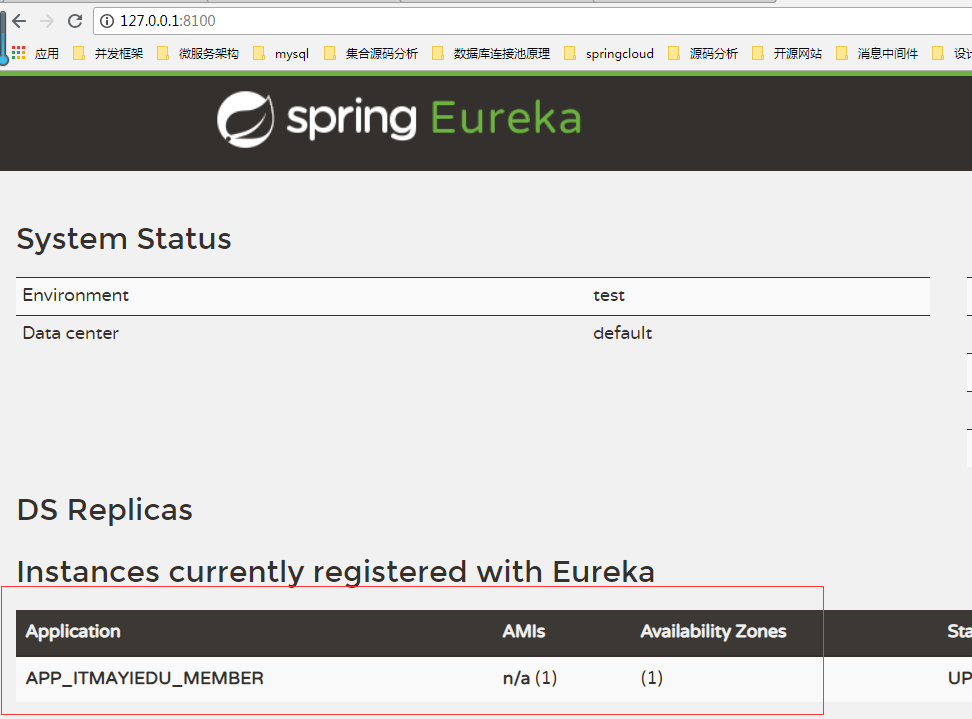 127.0.0.1:8100
应用 并发框架 微服务架构 mysql 集合源码分析 数据库连接池原理 springcloud 源码分析 开源网站 消息中间件
spring Eureka
System Status
Environment test
Data center default
DS Replicas
Instances currently registered with Eureka
Application AMIs Availability Zones Sta
APP_ITMAYIEDU_MEMBER n/a (1) (1) UP